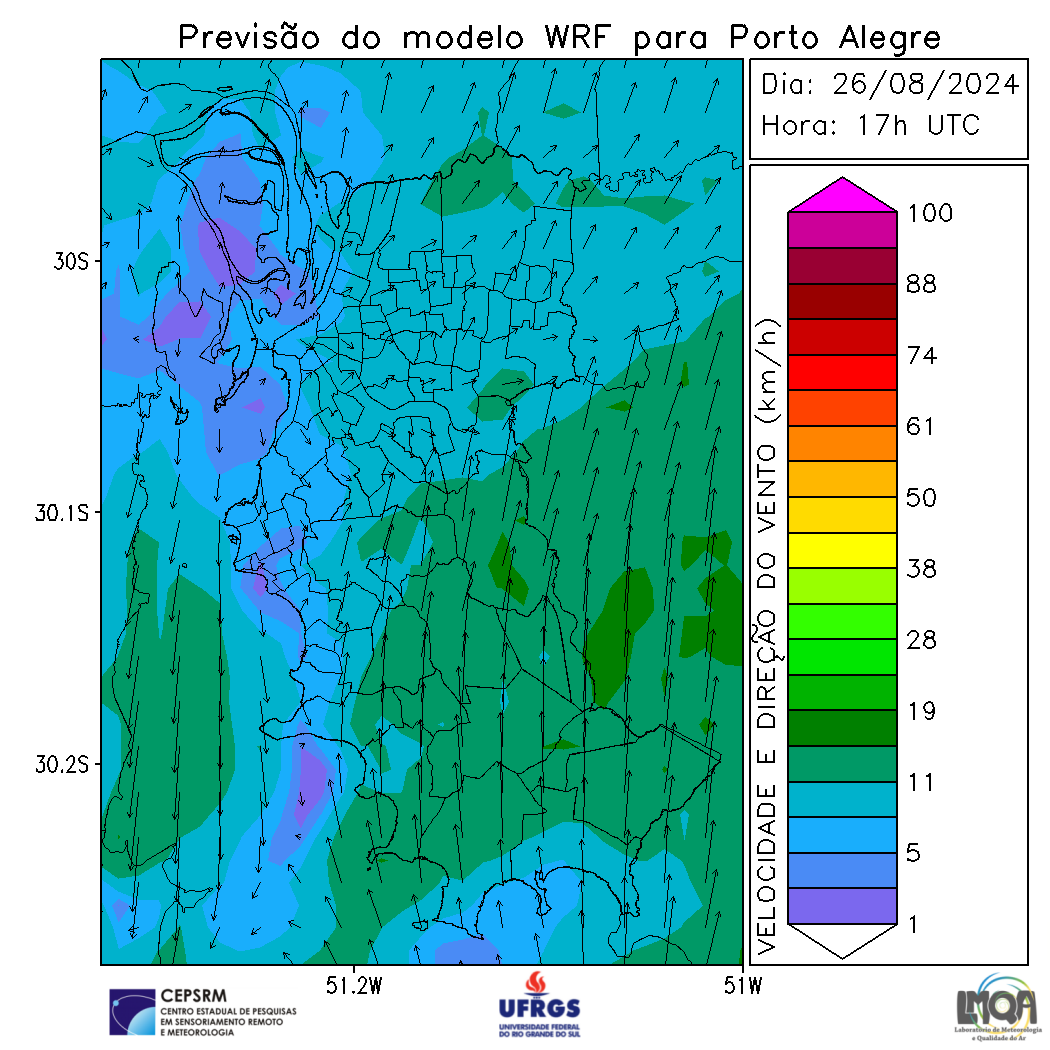 Previsão do modelo WRF para Porto Alegre
Dia: 26/08/2024
Hora: 17h UTC
30S
30.1S
30.2S
51.2W
51W
VELOCIDADE E DIREÇÃO DO VENTO (km/h)
100
88
74
61
50
38
28
19
11
5
1
CEPSRM
CENTRO ESTADUAL DE PESQUISAS
EM SENSORIAMENTO REMOTO
E METEOROLOGIA
UFRGS
UNIVERSIDADE FEDERAL
DO RIO GRANDE DO SUL
LMQA
Laboratório de Meteorologia
e Qualidade do Ar